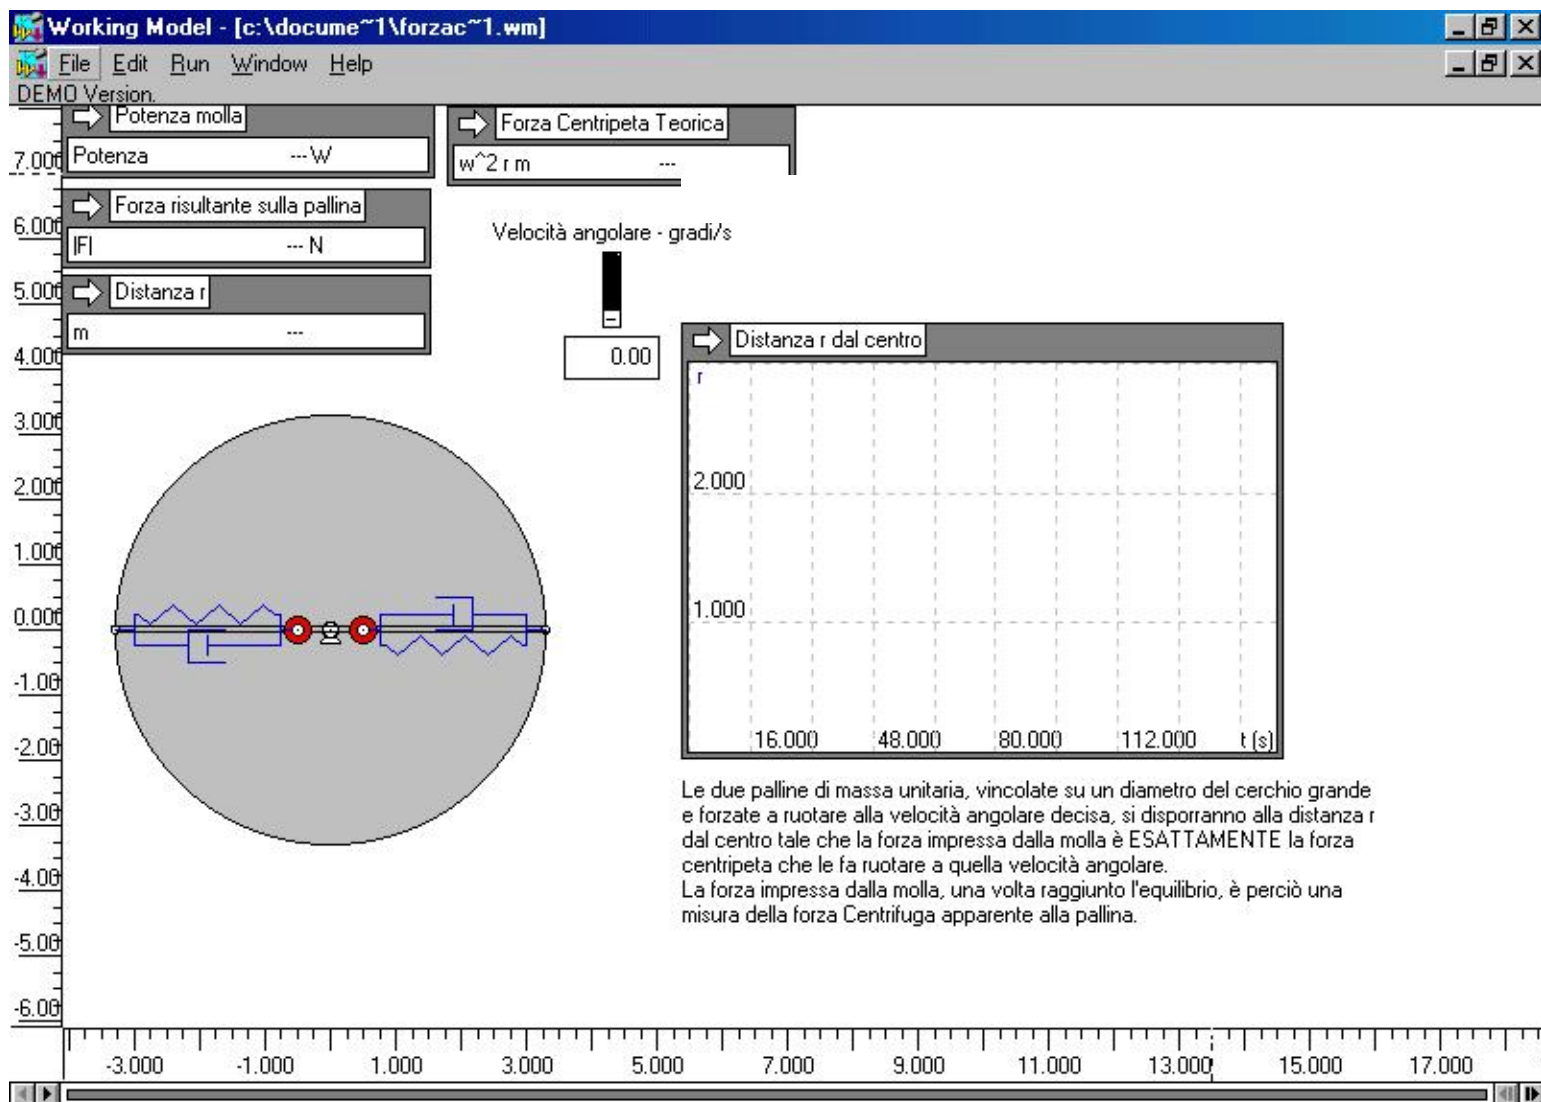 Working Model - [c:\docume~1\forzac~1.wm]
File Edit Run Window Help
DEMO Version.
Potenza molla
Potenza --- W
Forza Centripeta Teorica
w^2 r m ---
Forza risultante sulla pallina
|F| --- N
Distanza r
m ---
Velocità angolare - gradi/s
0.00
Distanza r dal centro
r
2.000
1.000
16.000 48.000 80.000 112.000 t (s)
Le due palline di massa unitaria, vincolate su un diametro del cerchio grande
e forzate a ruotare alla velocità angolare decisa, si disporranno alla distanza r
dal centro tale che la forza impressa dalla molla è ESATTAMENTE la forza
centripeta che le fa ruotare a quella velocità angolare.
La forza impressa dalla molla, una volta raggiunto l'equilibrio, è perciò una
misura della forza Centrifuga apparente alla pallina.
7.000
6.000
5.000
4.000
3.000
2.000
1.000
0.000
-1.00
-2.00
-3.00
-4.00
-5.00
-6.00
-3.000 -1.000 1.000 3.000 5.000 7.000 9.000 11.000 13.000 15.000 17.000